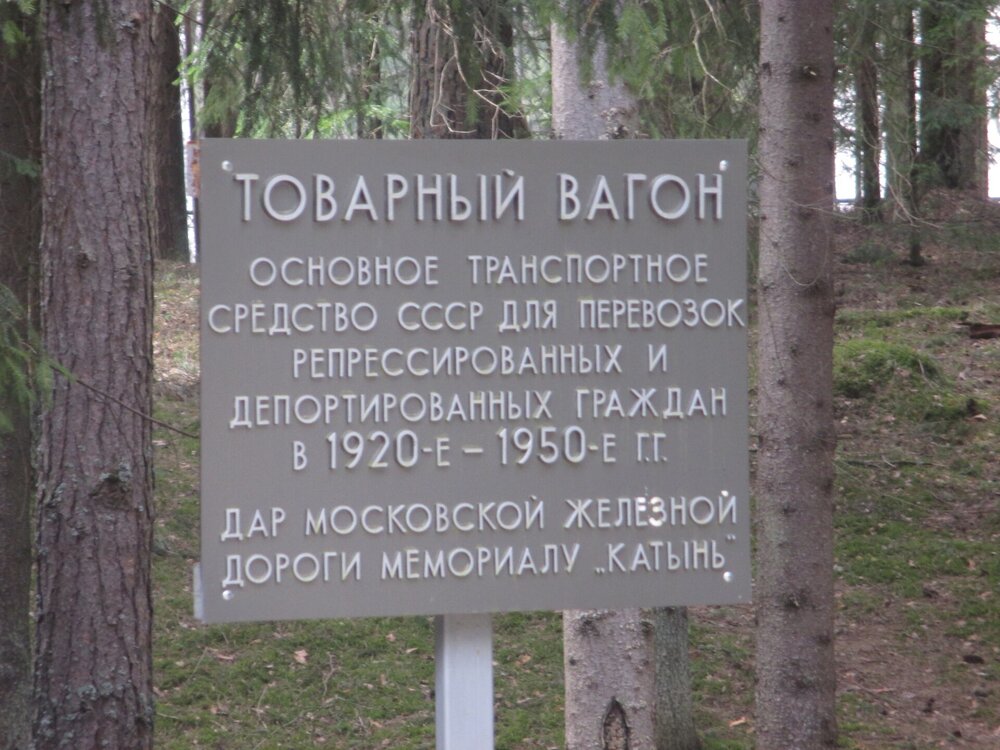 ТОВАРНЫЙ ВАГОН
ОСНОВНОЕ ТРАНСПОРТНОЕ
СРЕДСТВО СССР ДЛЯ ПЕРЕВОЗОК
РЕПРЕССИРОВАННЫХ И
ДЕПОРТИРОВАННЫХ ГРАЖДАН
В 1920-Е – 1950-Е Г.Г.
ДАР МОСКОВСКОЙ ЖЕЛЕЗНОЙ
ДОРОГИ МЕМОРИАЛУ „КАТЫНЬ"